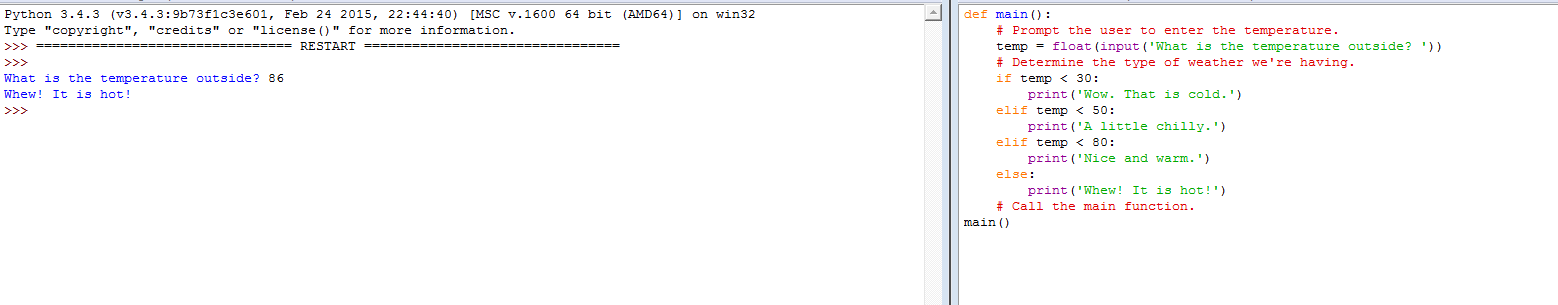 Python 3.4.3 (v3.4.3:9b73f1c3e601, Feb 24 2015, 22:44:40) [MSC v.1600 64 bit (AMD64)] on win32
Type "copyright", "credits" or "license()" for more information.
>>> ================================ RESTART ================================
>>>
What is the temperature outside? 86
Whew! It is hot!
>>>
def main():
    # Prompt the user to enter the temperature.
    temp = float(input('What is the temperature outside? '))
    # Determine the type of weather we're having.
    if temp < 30:
        print('Wow. That is cold.')
    elif temp < 50:
        print('A little chilly.')
    elif temp < 80:
        print('Nice and warm.')
    else:
        print('Whew! It is hot!')
    # Call the main function.
main()